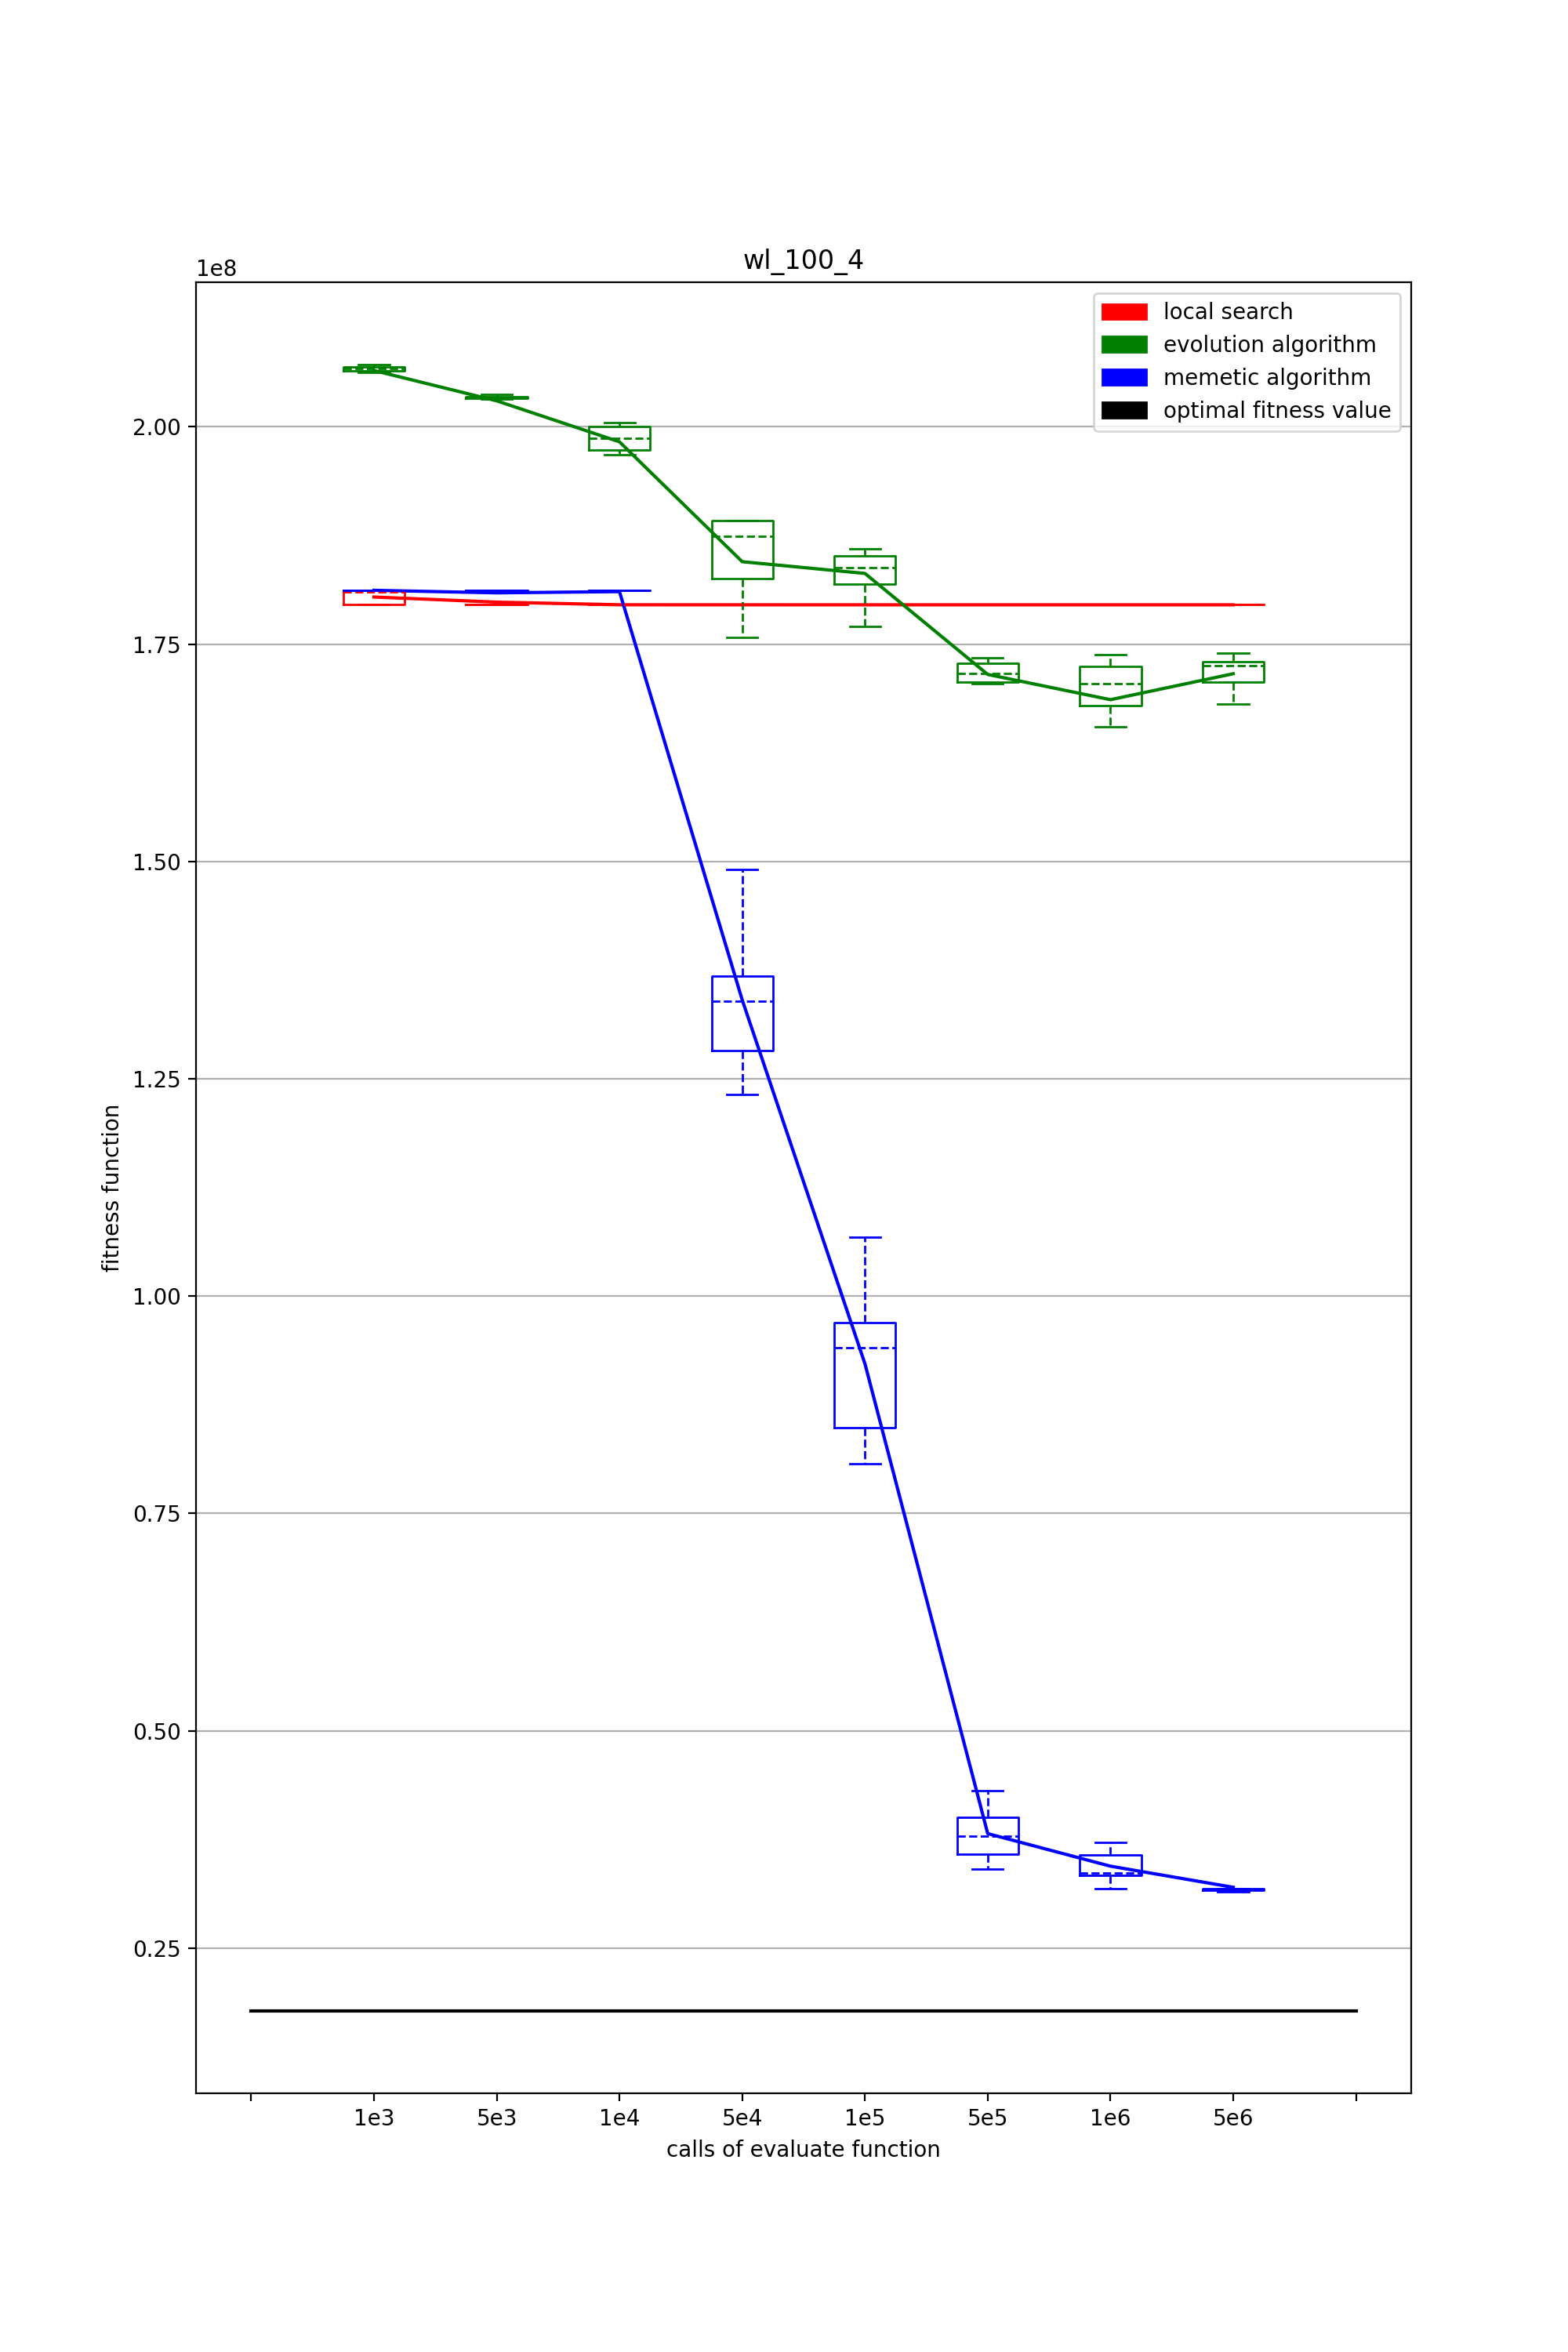 wl_100_4
1e8
local search
evolution algorithm
memetic algorithm
optimal fitness value
2.00
1.75
1.50
1.25
1.00
0.75
0.50
0.25
fitness function
1e3 5e3 1e4 5e4 1e5 5e5 1e6 5e6
calls of evaluate function